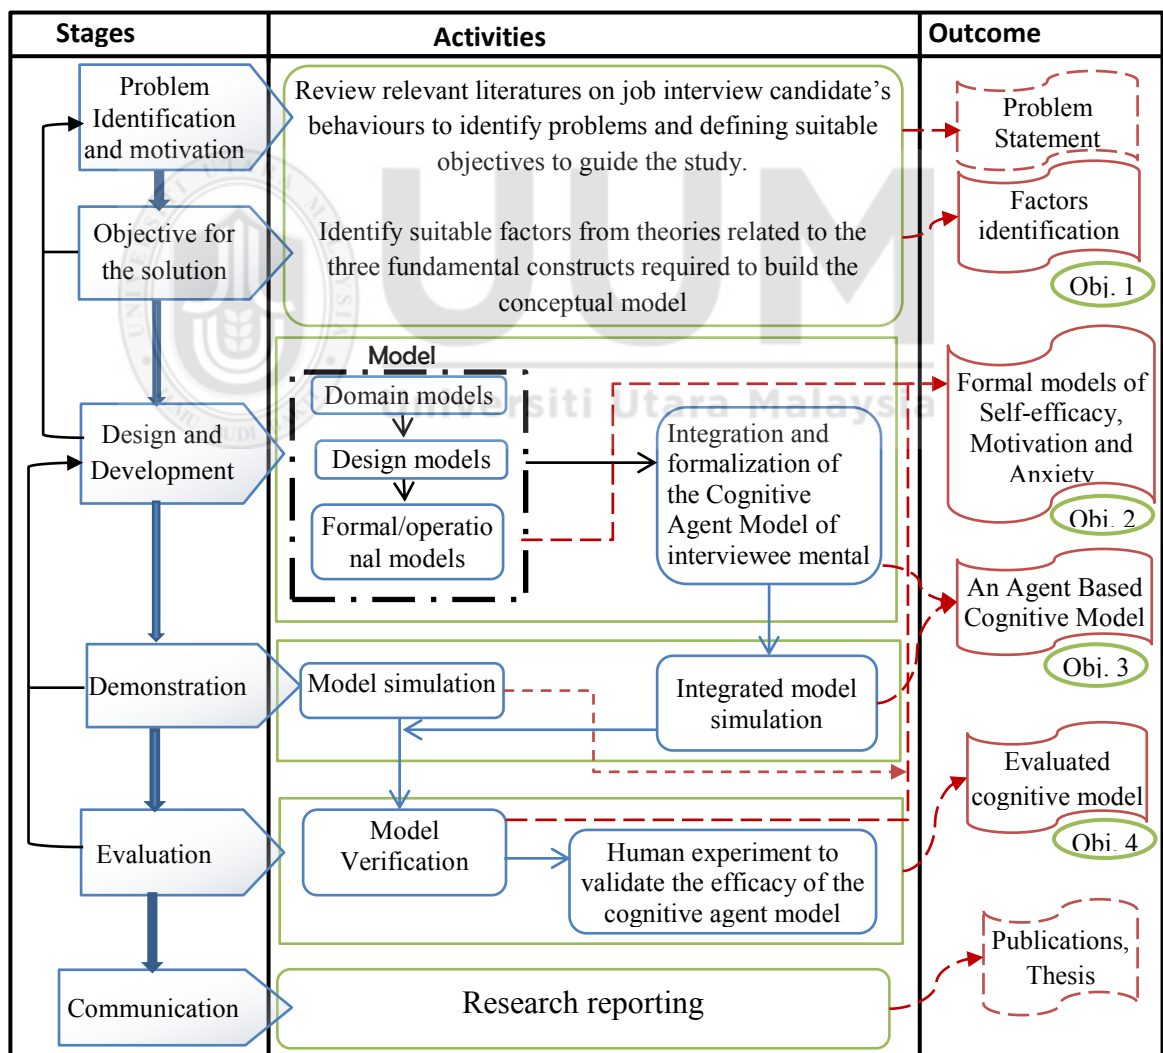 Stages
Activities
Outcome
Problem
Identification
and motivation
Review relevant literatures on job interview candidate's
behaviours to identify problems and defining suitable
objectives to guide the study.
Identify suitable factors from theories related to the
three fundamental constructs required to build the
conceptual model
Problem
Statement
Factors
identification
Obj. 1
Objective for
the solution
UUM
Universiti Utara Malaysia
UNIVERSITI UTARA MALAYSIA
Design and
Development
Model
Domain models
Design models
Formal/operatio
nal models
Integration and
formalization of
the Cognitive
Agent Model of
interviewee mental
Formal models of
Self-efficacy,
Motivation and
Anxiety
Obj. 2
An Agent Based
Cognitive Model
Obj. 3
Demonstration
Model simulation
Integrated model
simulation
Evaluation
Model
Verification
Human experiment to
validate the efficacy of the
cognitive agent model
Evaluated
cognitive model
Obj. 4
Communication
Research reporting
Publications,
Thesis